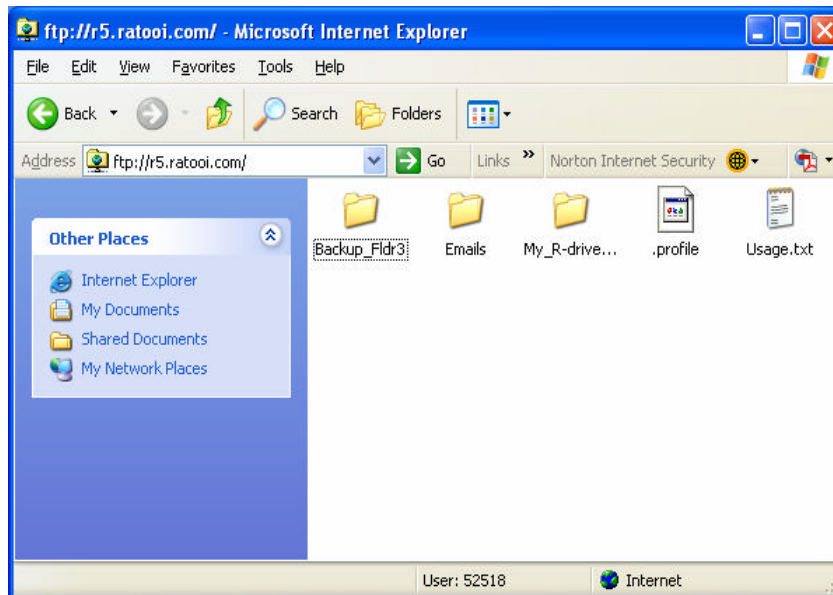 ftp://r5.ratooi.com/ - Microsoft Internet Explorer
File Edit View Favorites Tools Help
Back Search Folders
Address ftp://r5.ratooi.com/ Go Links » Norton Internet Security
Other Places
Internet Explorer
My Documents
Shared Documents
My Network Places
Backup_Fldr3 Emails My_R-drive... .profile Usage.txt
User: 52518 Internet